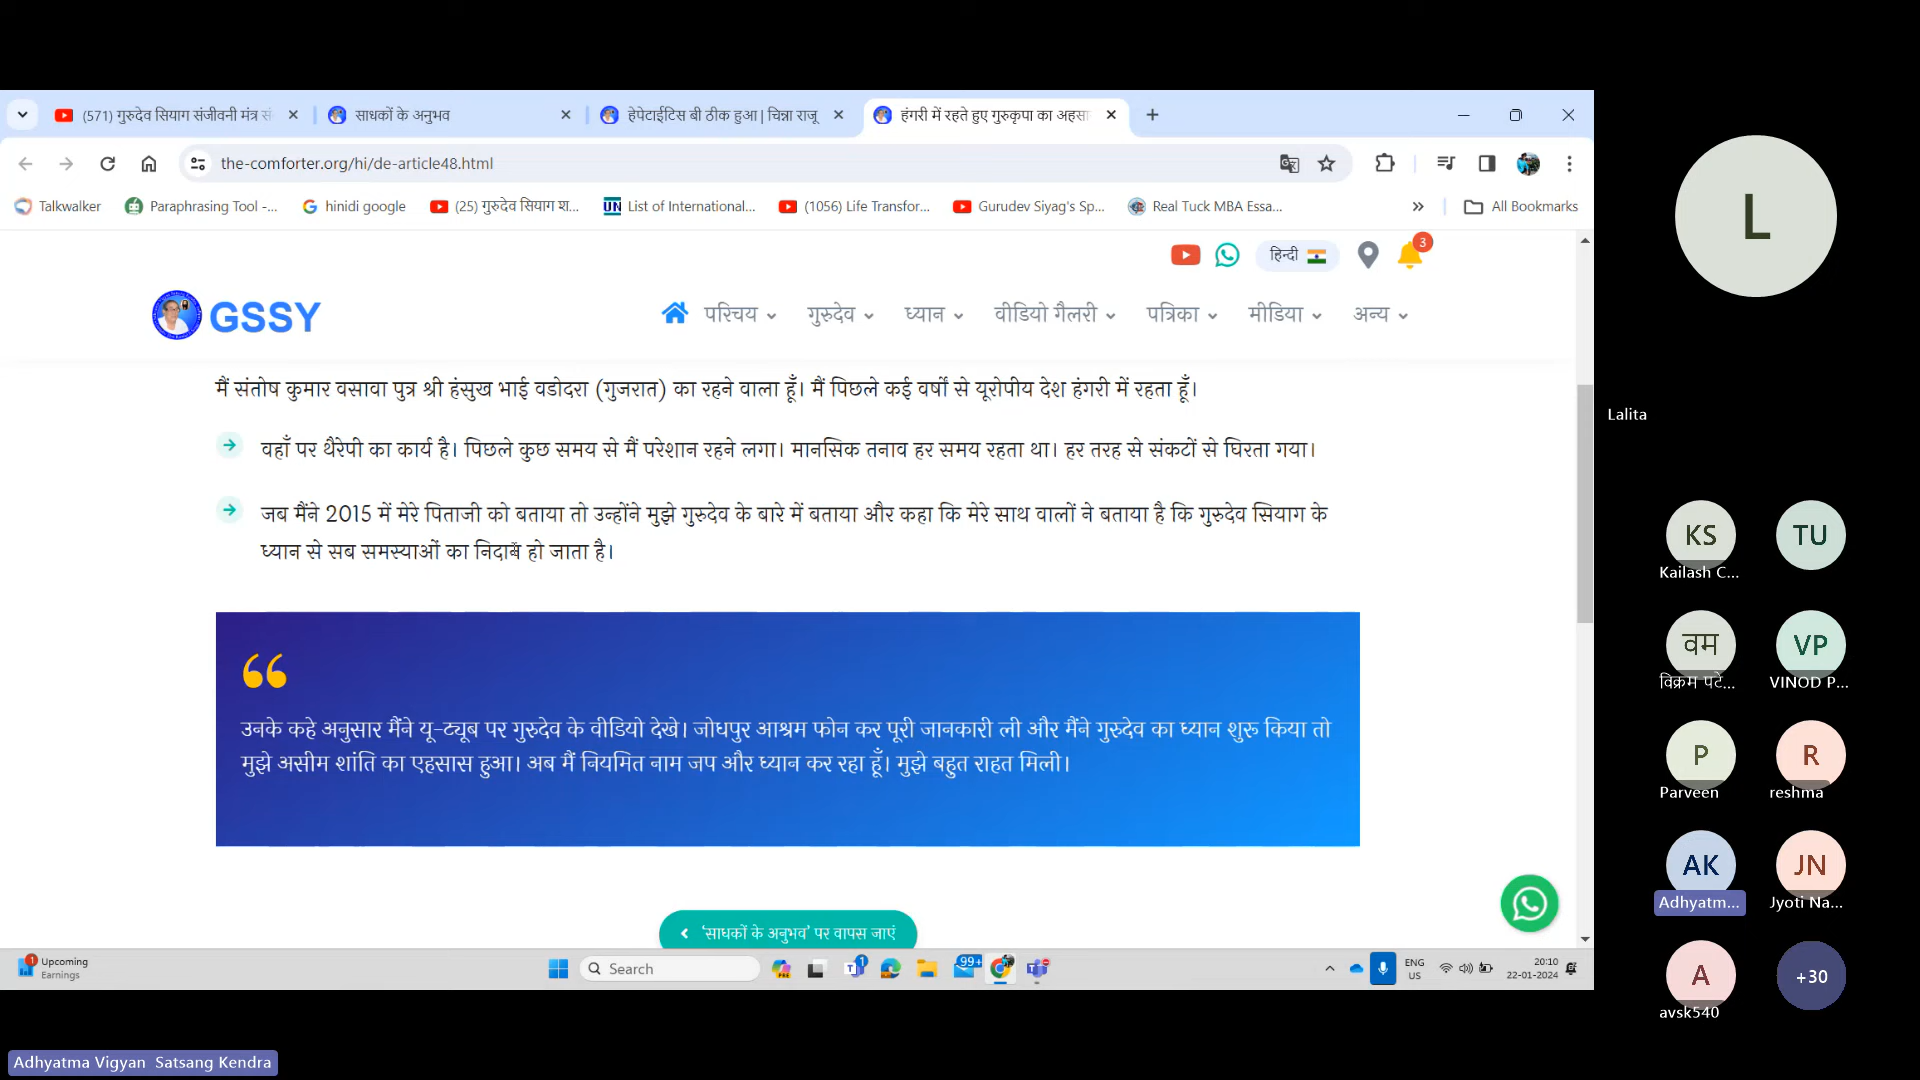 (571) गुरुदेव सियाग संजीवनी मंत्र सं
साधकों के अनुभव
हेपेटाईटिस बी ठीक हुआ | चिन्ना राजू
हंगरी में रहते हुए गुरुकृपा का अहसा
the-comforter.org/hi/de-article48.html
Talkwalker
Paraphrasing Tool -...
hinidi google
(25) गुरुदेव सियाग श...
UN List of International...
(1056) Life Transfor...
Gurudev Siyag's Sp...
Real Tuck MBA Essa...
All Bookmarks
हिन्दी
3
GSSY
परिचय
गुरुदेव
ध्यान
वीडियो गैलरी
पत्रिका
मीडिया
अन्य
मैं संतोष कुमार वसावा पुत्र श्री हंसुख भाई वडोदरा (गुजरात) का रहने वाला हूँ। मैं पिछले कई वर्षों से यूरोपीय देश हंगरी में रहता हूँ।
वहाँ पर थैरेपी का कार्य है। पिछले कुछ समय से मैं परेशान रहने लगा। मानसिक तनाव हर समय रहता था। हर तरह से संकटों से घिरता गया।
जब मैंने 2015 में मेरे पिताजी को बताया तो उन्होंने मुझे गुरुदेव के बारे में बताया और कहा कि मेरे साथ वालों ने बताया है कि गुरुदेव सियाग के
ध्यान से सब समस्याओं का निदान हो जाता है।
उनके कहे अनुसार मैंने यू-ट्यूब पर गुरुदेव के वीडियो देखे। जोधपुर आश्रम फोन कर पूरी जानकारी ली और मैंने गुरुदेव का ध्यान शुरू किया तो
मुझे असीम शांति का एहसास हुआ। अब मैं नियमित नाम जप और ध्यान कर रहा हूँ। मुझे बहुत राहत मिली।
'साधकों के अनुभव' पर वापस जाएं
1
Upcoming
Earnings
Search
1
99+
ENG
US
20:10
22-01-2024
L
Lalita
KS
Kailash C...
TU
वम
विक्रम पटे...
VP
VINOD P...
P
Parveen
R
reshma
AK
Adhyatm...
JN
Jyoti Na...
A
avsk540
+30
Adhyatma Vigyan Satsang Kendra